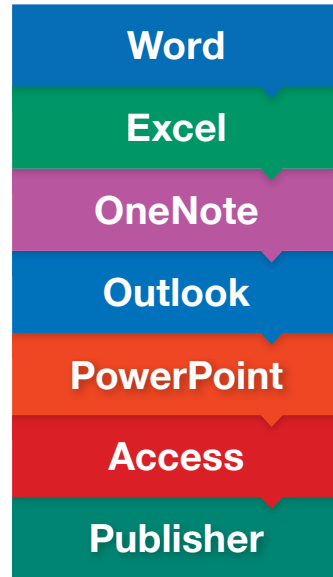 Word
Excel
OneNote
Outlook
PowerPoint
Access
Publisher